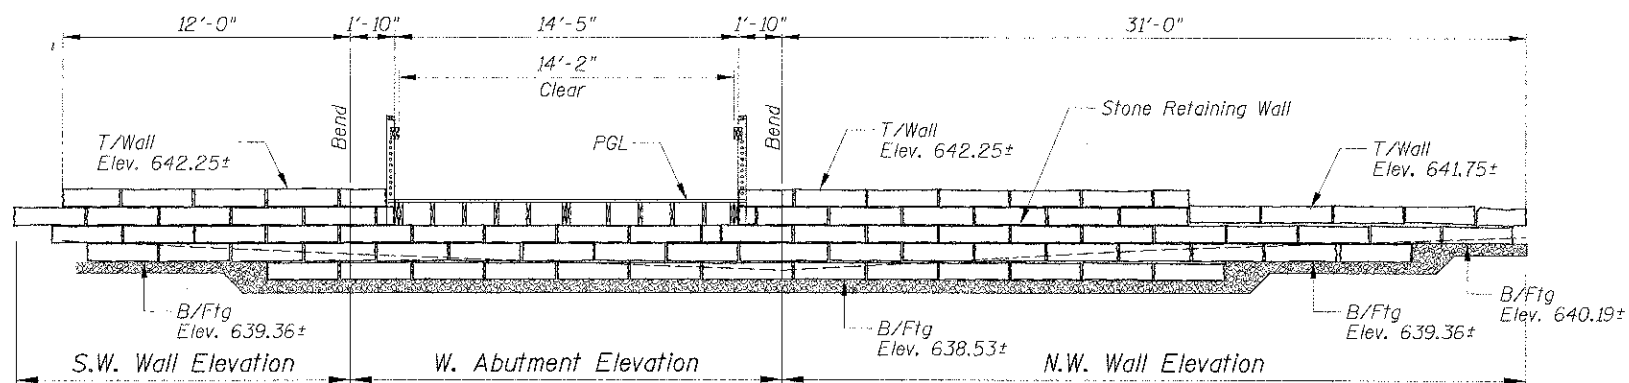 12'-0"
1'-10"
14'-5"
1'-10"
31'-0"
14'-2"
Clear
Bend
Bend
Stone Retaining Wall
T/Wall
Elev. 642.25±
PGL
T/Wall
Elev. 642.25±
T/Wall
Elev. 641.75±
B/Ftg
Elev. 639.36±
B/Ftg
Elev. 638.53±
B/Ftg
Elev. 639.36±
B/Ftg
Elev. 640.19±
S.W. Wall Elevation
W. Abutment Elevation
N.W. Wall Elevation